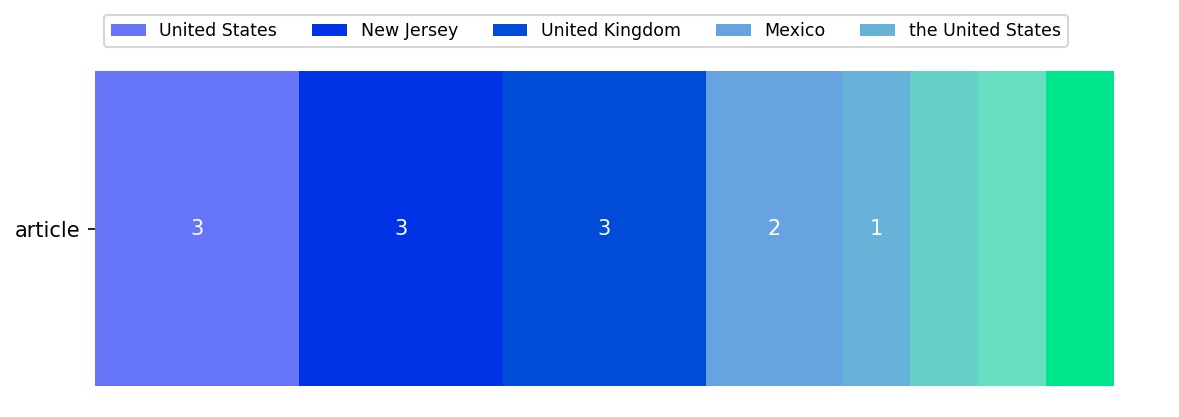 United States New Jersey United Kingdom Mexico the United States
article 3 3 3 2 1